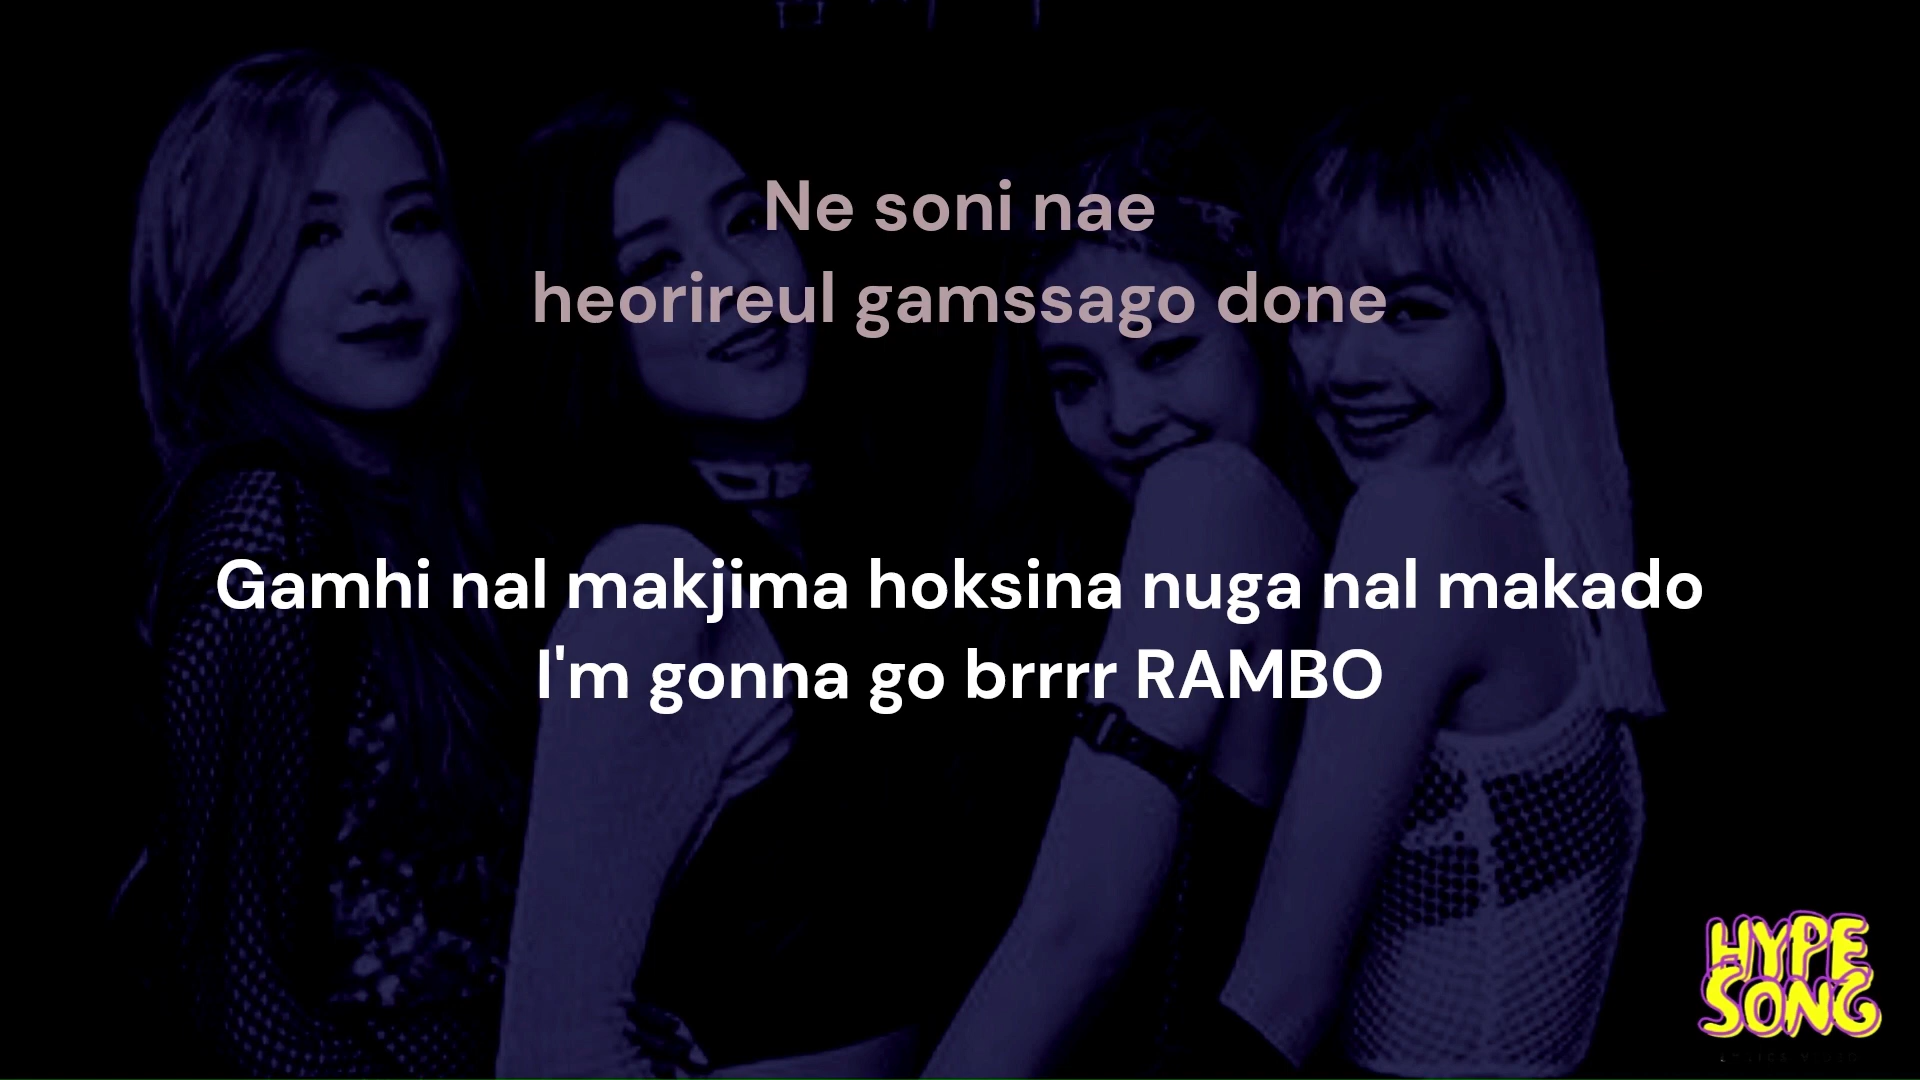 Ne soni nae
heorireul gamssago done
Gamhi nal makjima hoksina nuga nal makado
I'm gonna go brrrr RAMBO
HYPE
SONG